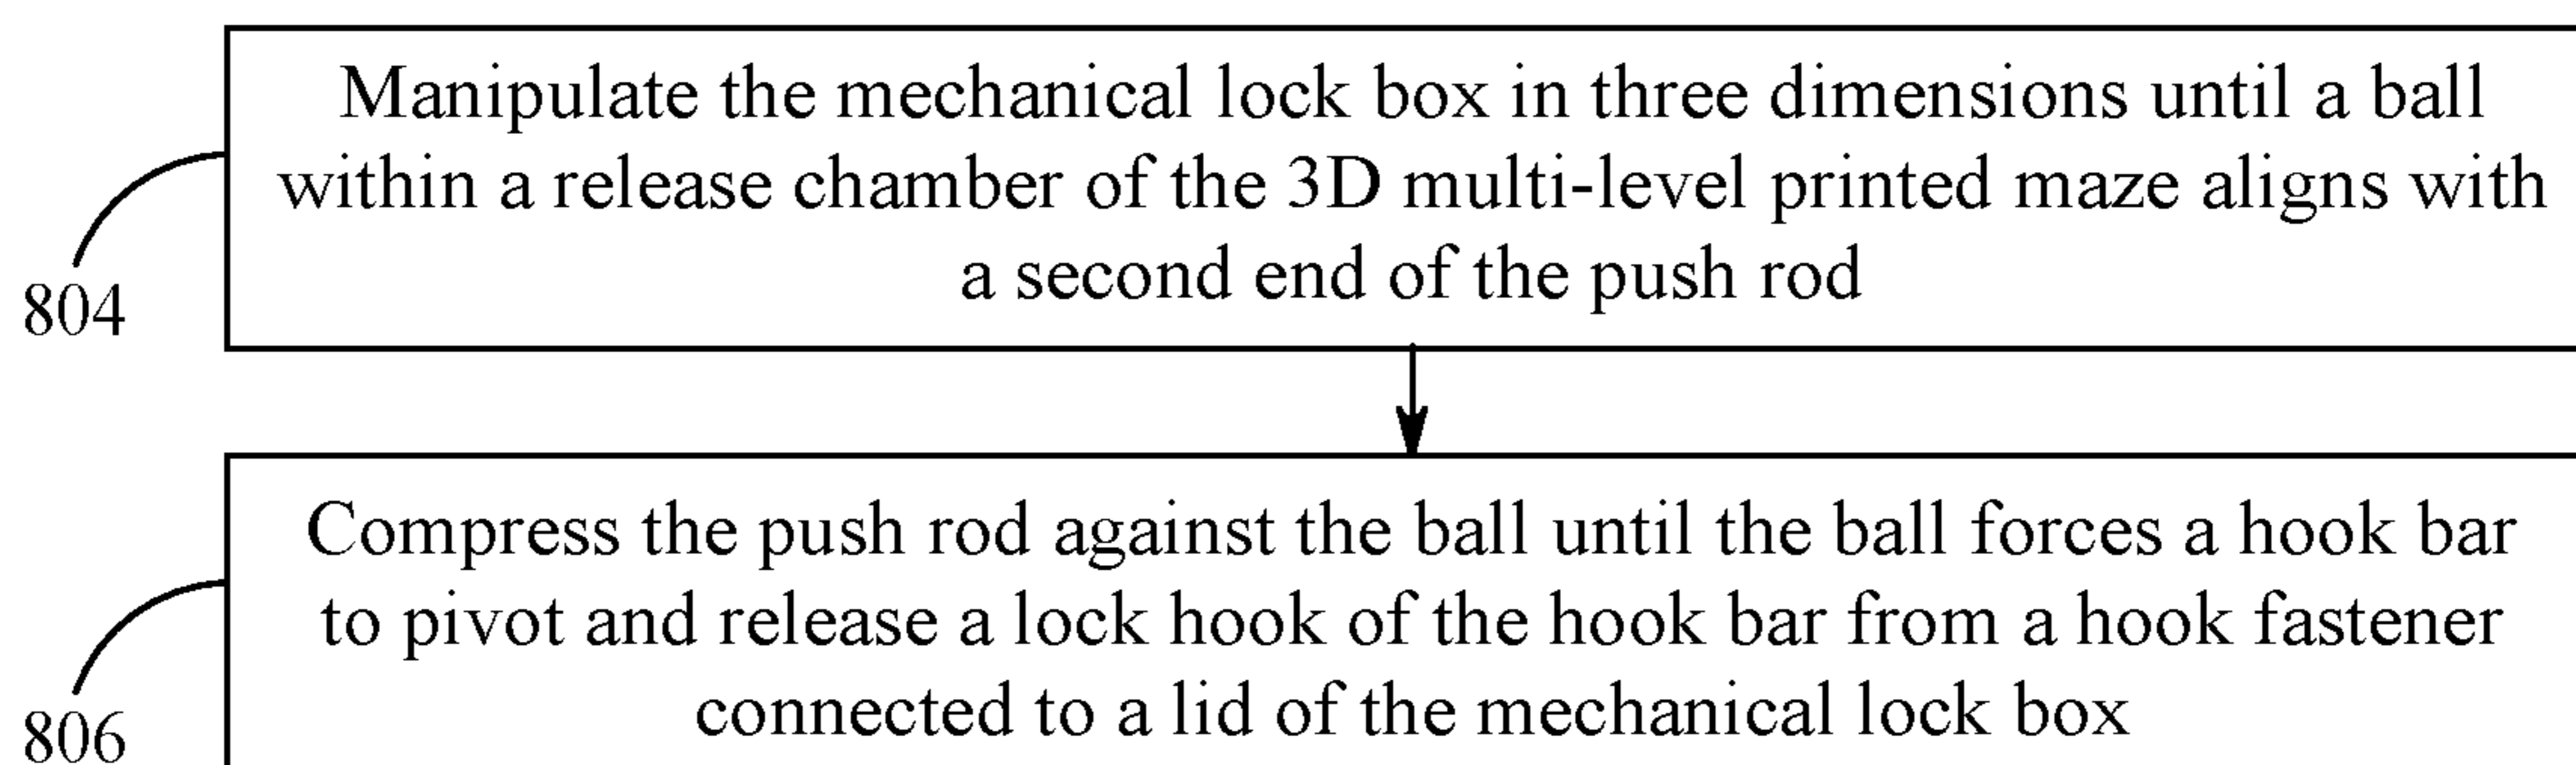 Manipulate the mechanical lock box in three dimensions until a ball
within a release chamber of the 3D multi-level printed maze aligns with
a second end of the push rod
804
Compress the push rod against the ball until the ball forces a hook bar
to pivot and release a lock hook of the hook bar from a hook fastener
connected to a lid of the mechanical lock box
806